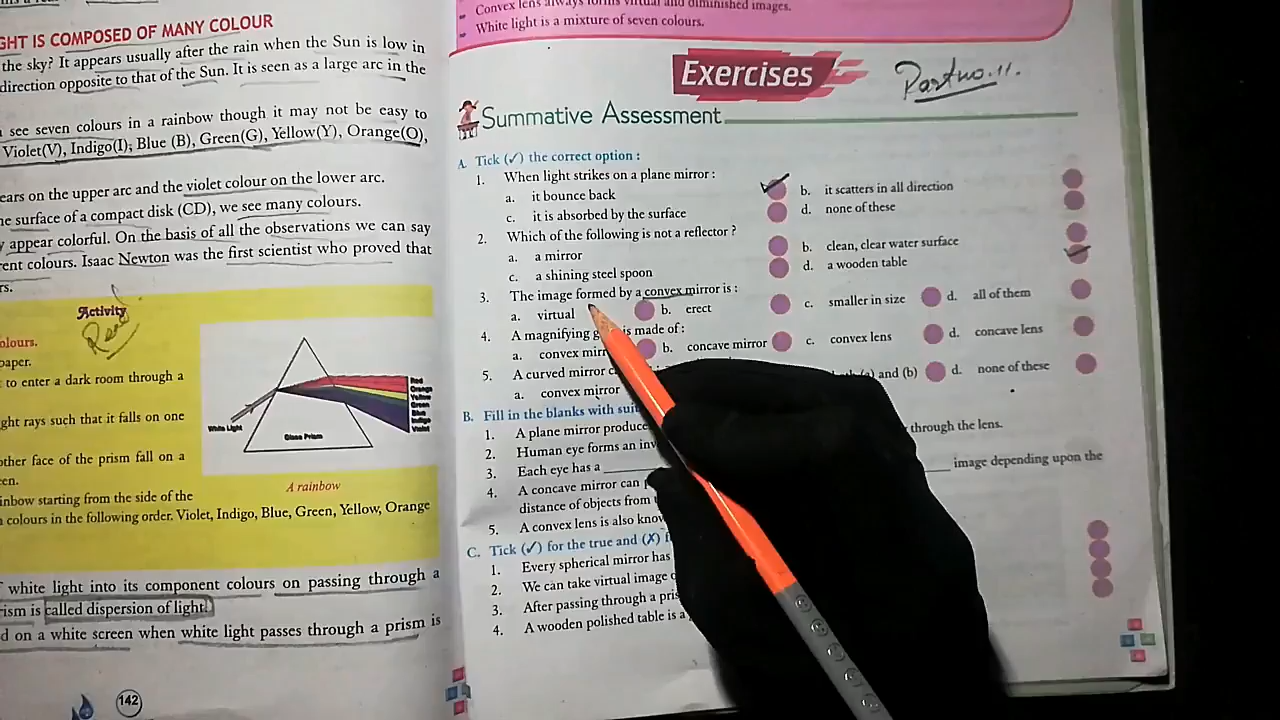 GHT IS COMPOSED OF MANY COLOUR
the sky? It appears usually after the rain when the Sun is low in
direction opposite to that of the Sun. It is seen as a large arc in the
see seven colours in a rainbow though it may not be easy to
Violet(V), Indigo(I); Blue (B), Green(G), Yellow(Y), Orange(O),
ears on the upper arc and the violet colour on the lower arc.
he surface of a compact disk (CD), we see many colours.
y appear colorful. On the basis of all the observations we can say
rent colours. Isaac Newton was the first scientist who proved that
rs.
Activity
Read
olours.
paper.
to enter a dark room through a
ght rays such that it falls on one
other face of the prism fall on a
een.
inbow starting from the side of the
n colours in the following order. Violet, Indigo, Blue, Green, Yellow, Orange
White Light
Glass Prism
Red
Orange
Yellow
Green
Blue
Indigo
Violet
A rainbow
white light into its component colours on passing through a
rism is called dispersion of light.
d on a white screen when white light passes through a prism is
142
Convex lens always forms virtual and diminished images.
White light is a mixture of seven colours.
Exercises
Part no. 11.
Summative Assessment
A. Tick (✓) the correct option :
1. When light strikes on a plane mirror :
a. it bounce back b. it scatters in all direction
c. it is absorbed by the surface d. none of these
2. Which of the following is not a reflector ?
a. a mirror b. clean, clear water surface
c. a shining steel spoon d. a wooden table
3. The image formed by a convex mirror is :
a. virtual b. erect c. smaller in size d. all of them
4. A magnifying g is made of :
a. convex mirr b. concave mirror c. convex lens d. concave lens
5. A curved mirror
a. convex mirror and (b) d. none of these
B. Fill in the blanks with sui
1. A plane mirror produce
2. Human eye forms an inv through the lens.
3. Each eye has a
4. A concave mirror can image depending upon the
distance of objects from
5. A convex lens is also know
C. Tick (✓) for the true and (✗) f
1. Every spherical mirror has
2. We can take virtual image
3. After passing through a pris
4. A wooden polished table is a